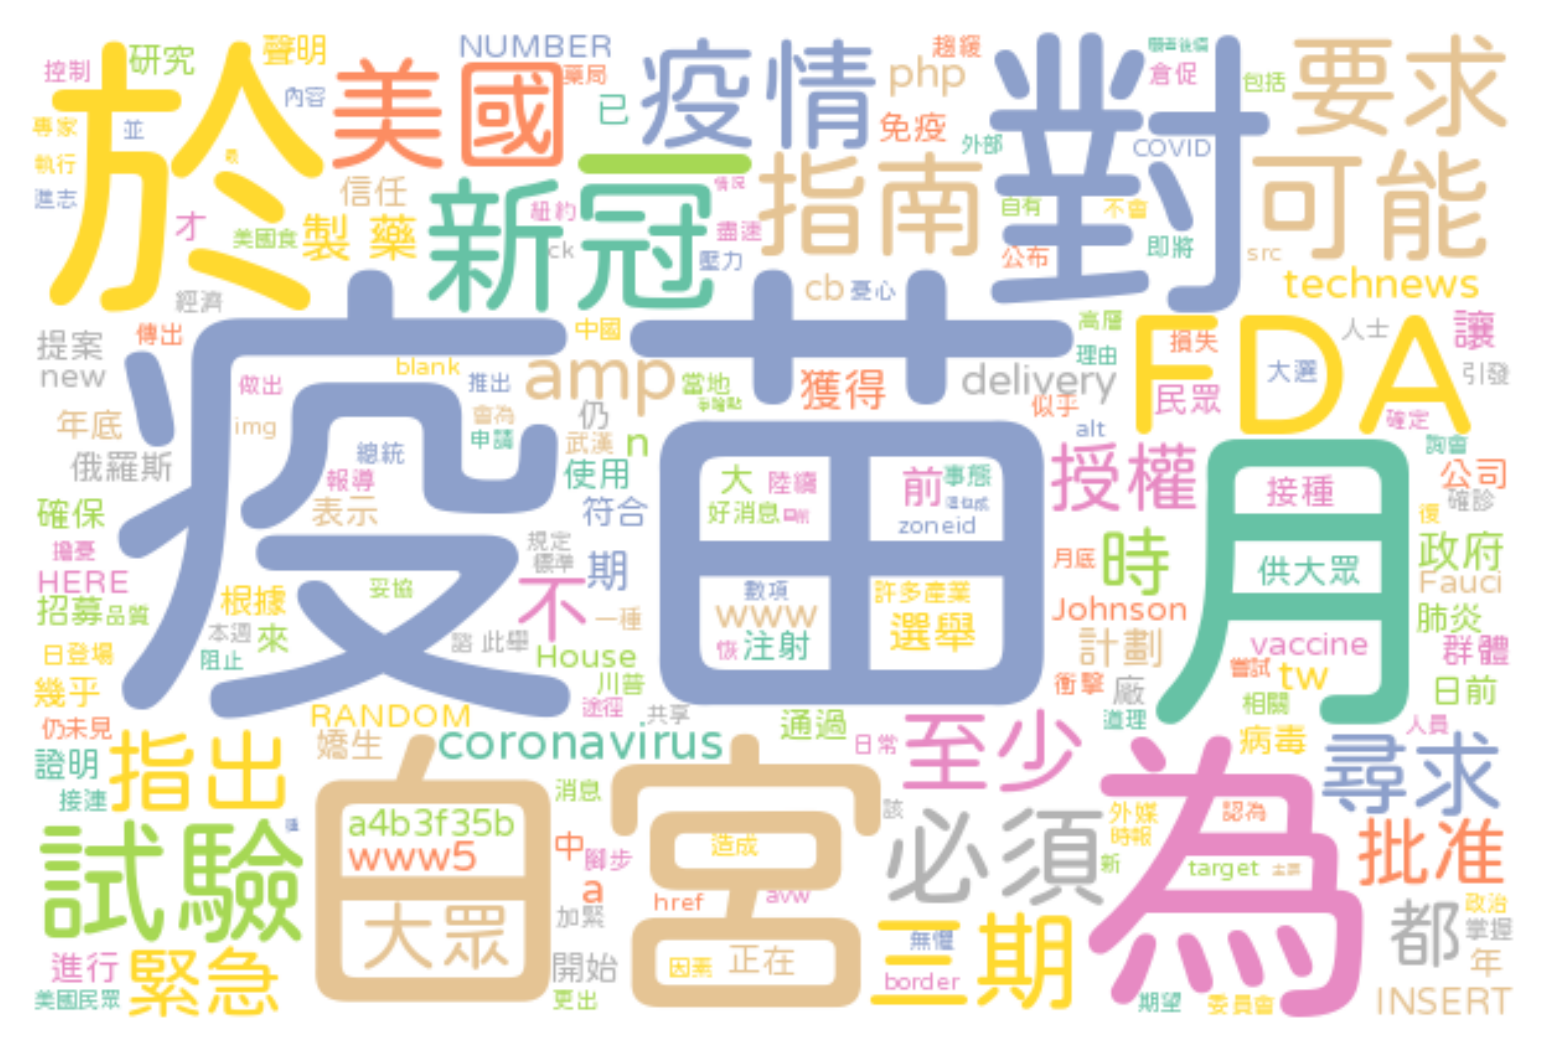 控制
研究
聲明
NUMBER
趨緩
藥局
美國
疫情
php
倉促
包括
要求
內容
已
專家
並
免疫
外部
COVID
對
於
執行
進志
信任
新冠
情況
指南
可能
才
美國食
製藥
紐約
盡速
自有
不會
壓力
公布
即將
src
ck
經濟
cb
憂心
technews
提案
傳出
中國
高層
FDA
人士
讓
損失
new
blank
amp
當地
獲得
delivery
理由
大選
引發
做出
推出
似乎
民眾
年底
img
會為
仍
alt
確定
疫苗
俄羅斯
總統
申請
武漢
n
詢會
報導
使用
大
陸續
前
事態
授權
月
接種
公司
確診
確保
表示
符合
好消息
zoneid
復
擔憂
規定
標準
期
月底
時
供大眾
政府
HERE
妥協
不
數項
許多產業
Fauci
招募
品質
根據
一種
www
選舉
Johnson
肺炎
本週
來
諮
此舉
恢
注射
計劃
vaccine
群體
日登場
阻止
House
川普
衝擊
廠
嘗試
tw
幾乎
途徑
相關
日前
仍未見
RANDOM
共享
通過
道理
人員
證明
指出
嬌生
coronavirus
日常
至少
病毒
尋求
接連
消息
該
外媒
認為
試驗
白宮
a4b3f35b
www5
中
腳步
造成
必須
時報
新
為
批准
target
大眾
a
href
avw
加緊
三期
無懼
都
政治
掌握
進行
緊急
開始
因素
正在
border
年
美國民眾
更出
期望
委員會
INSERT